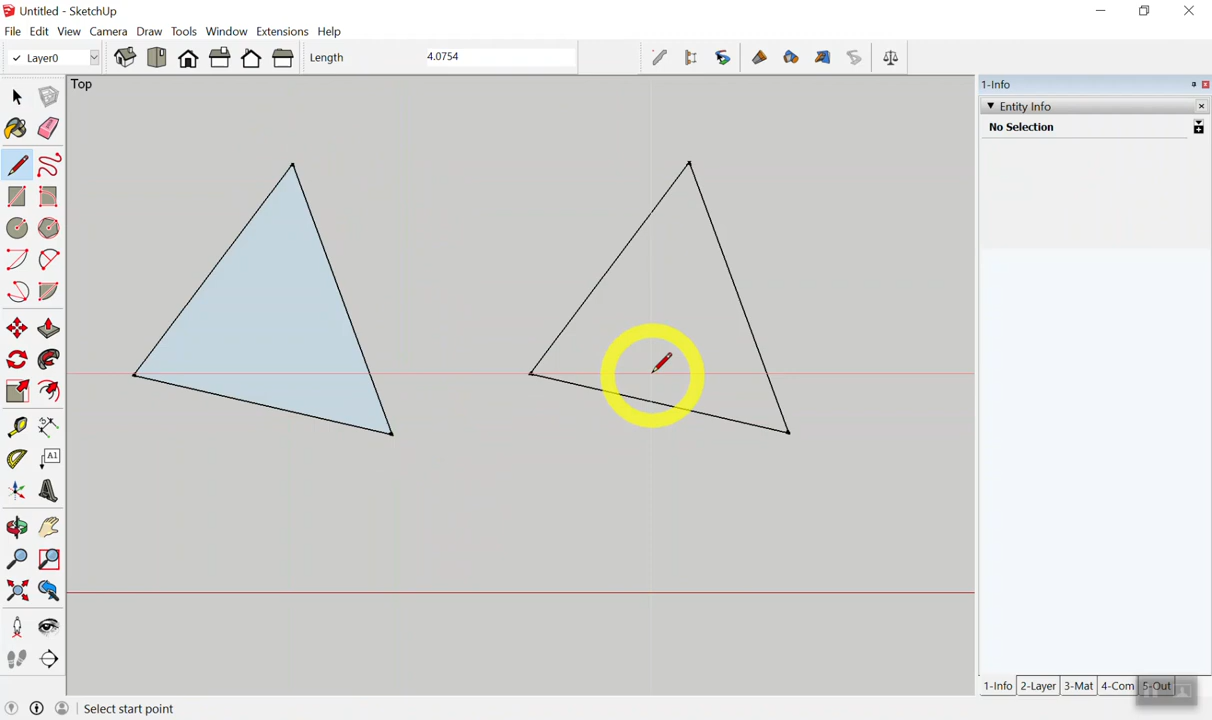 Untitled - SketchUp
File Edit View Camera Draw Tools Window Extensions Help
Layer0
Length 4.0754
Top
1-Info
Entity Info
No Selection
A1
1-Info 2-Layer 3-Mat 4-Com 5-Out
Select start point